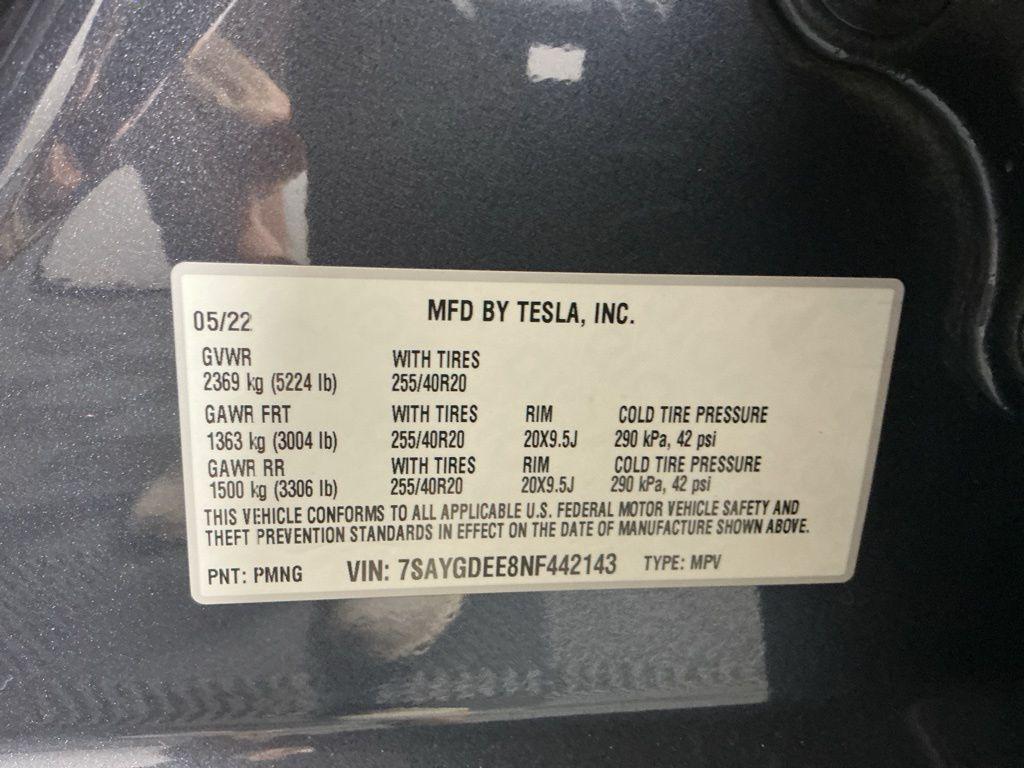 05/22 MFD BY TESLA, INC.
GVWR WITH TIRES
2369 kg (5224 lb) 255/40R20
GAWR FRT WITH TIRES RIM COLD TIRE PRESSURE
1363 kg (3004 lb) 255/40R20 20X9.5J 290 kPa, 42 psi
GAWR RR WITH TIRES RIM COLD TIRE PRESSURE
1500 kg (3306 lb) 255/40R20 20X9.5J 290 kPa, 42 psi
THIS VEHICLE CONFORMS TO ALL APPLICABLE U.S. FEDERAL MOTOR VEHICLE SAFETY AND
THEFT PREVENTION STANDARDS IN EFFECT ON THE DATE OF MANUFACTURE SHOWN ABOVE.
PNT: PMNG VIN: 7SAYGDEE8NF442143 TYPE: MPV